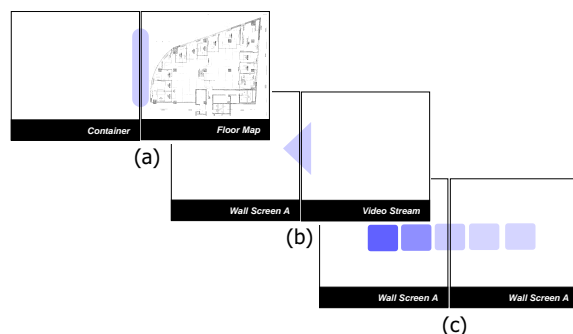 Container
Floor Map
(a)
Wall Screen A
Video Stream
(b)
Wall Screen A
Wall Screen A
(c)